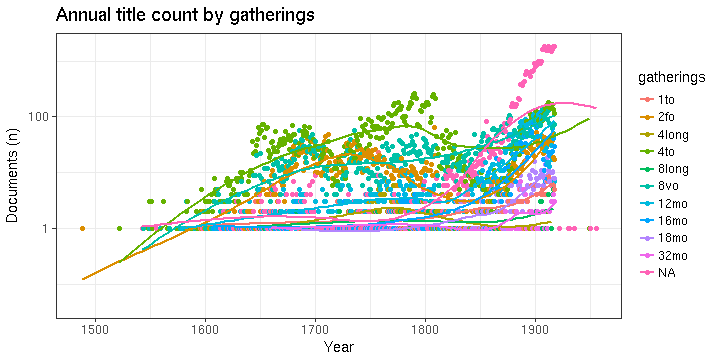 Annual title count by gatherings
Documents (n)
100
1
1500
1600
1700
1800
1900
Year
gatherings
1to
2fo
4long
4to
8long
8vo
12mo
16mo
18mo
32mo
NA